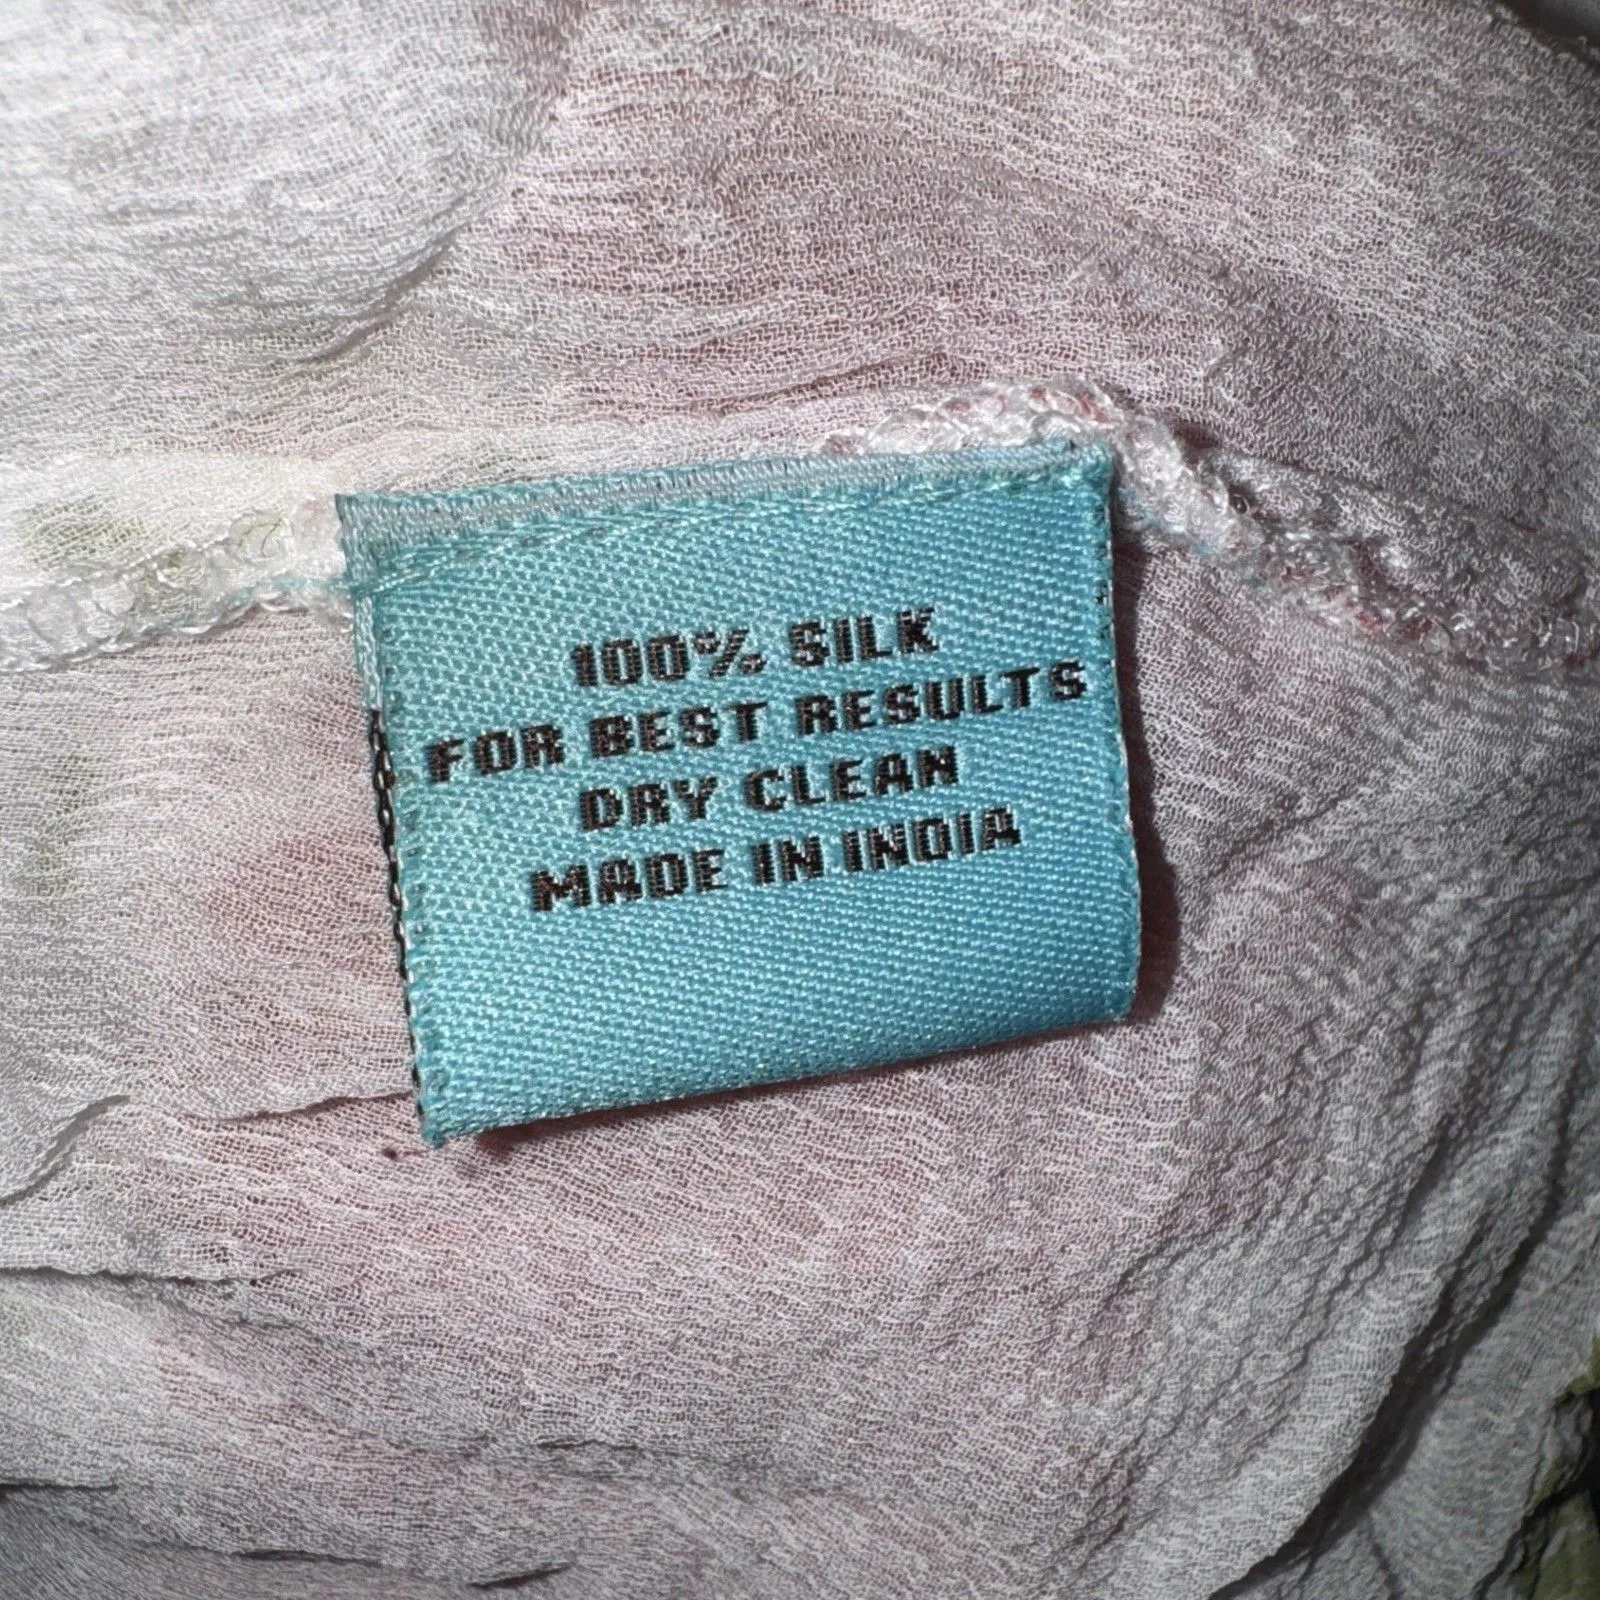 100% SILK
FOR BEST RESULTS
DRY CLEAN
MADE IN INDIA